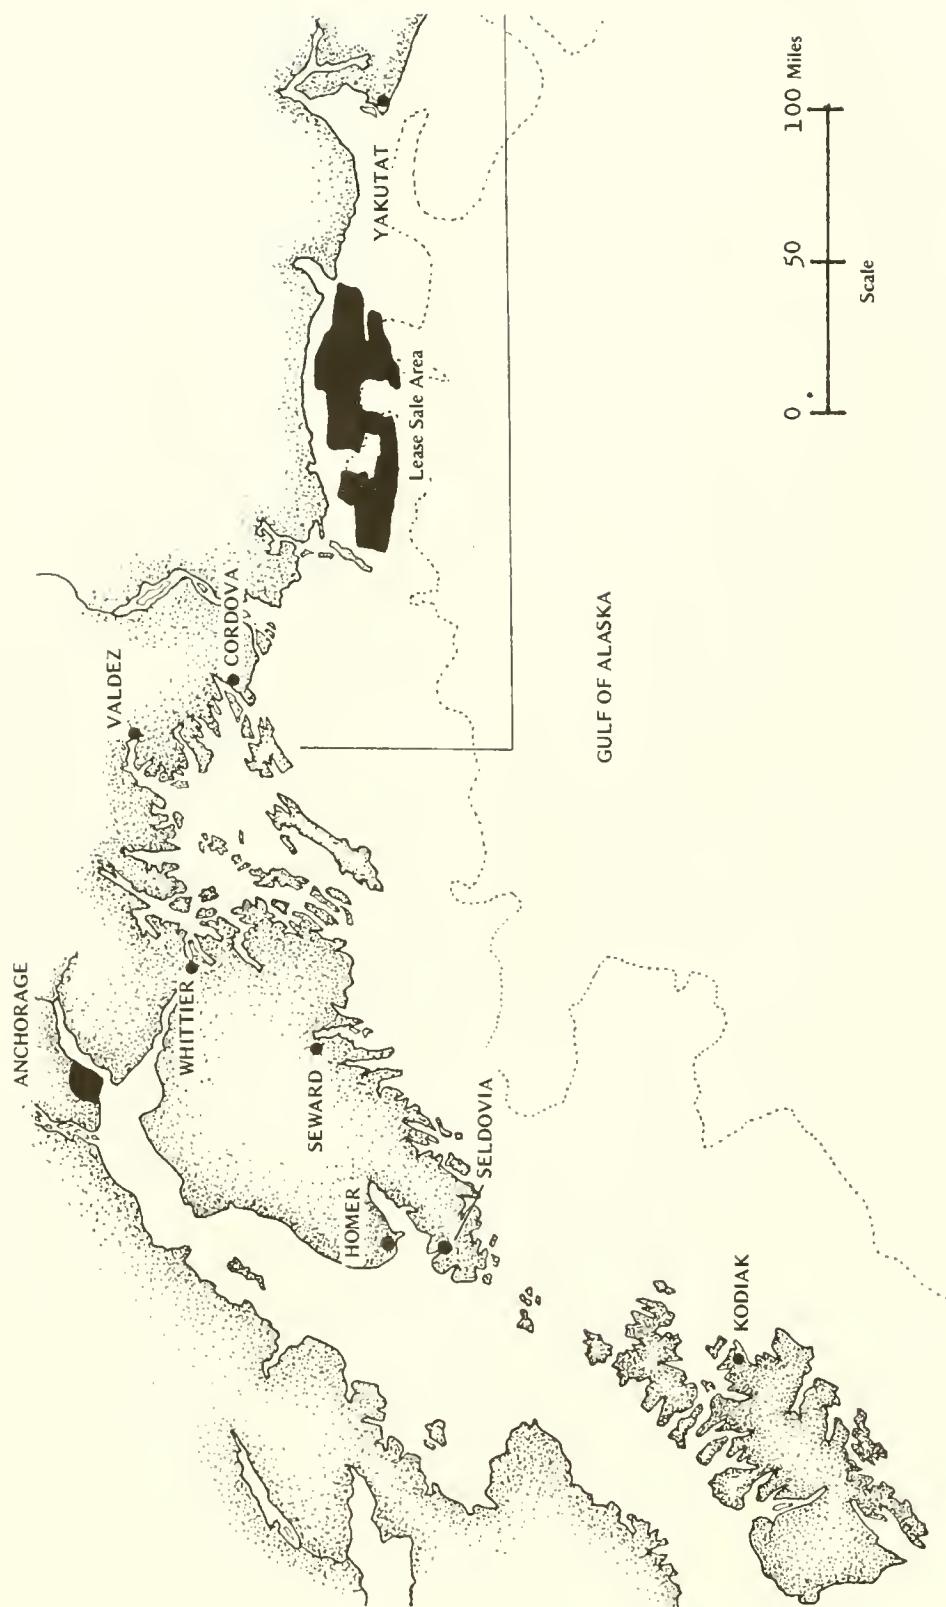 ANCHORAGE
VALDEZ
CORDOVA
WHITTIER
SEWARD
HOMER
SELDOVIA
KODIAK
YAKUTAT
Lease Sale Area
GULF OF ALASKA
0 50 100 Miles
Scale